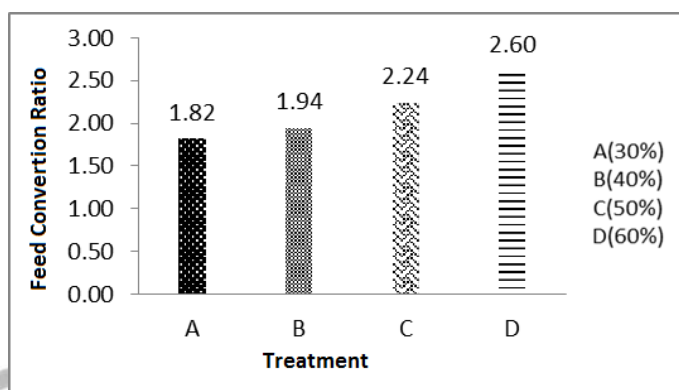 3.00
2.50
2.00
1.50
1.00
0.50
0.00
Feed Convertion Ratio
1.82
1.94
2.24
2.60
A
B
C
D
Treatment
A(30%)
B(40%)
C(50%)
D(60%)